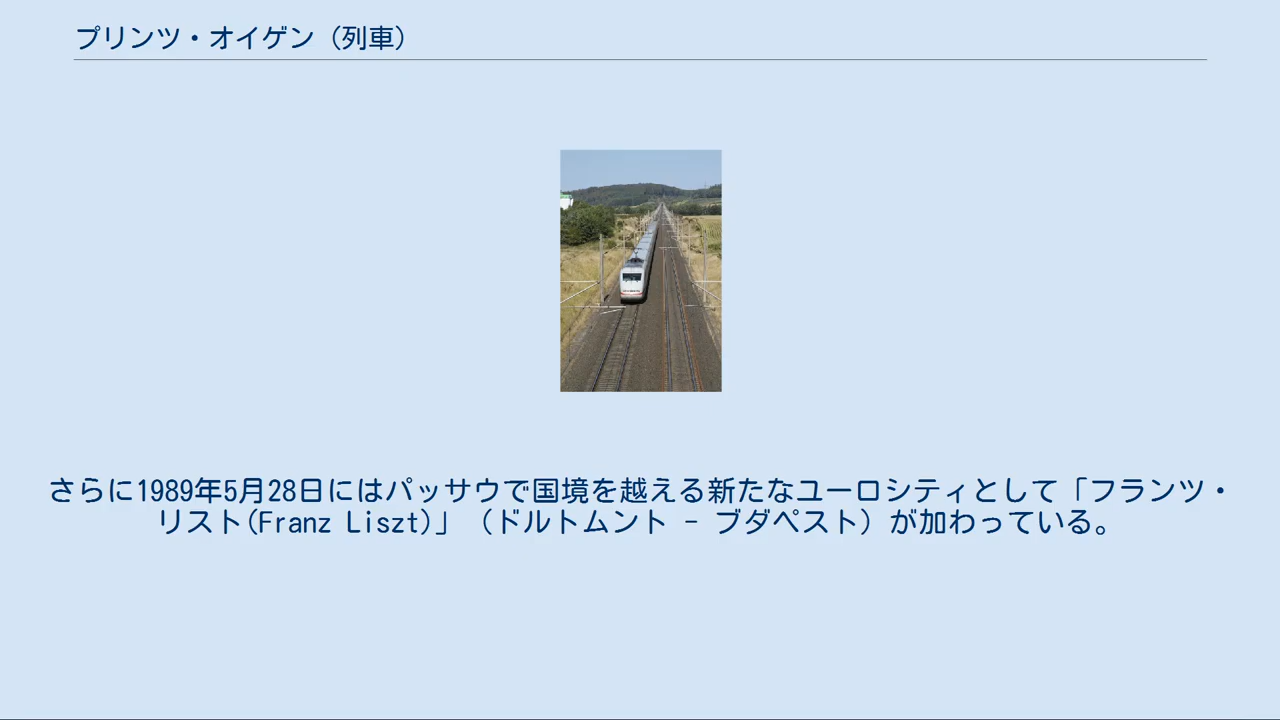 プリンツ・オイゲン（列車）
さらに1989年5月28日にはパッサウで国境を越える新たなユーロシティとして「フランツ・
リスト(Franz Liszt)」（ドルトムント - ブダペスト）が加わっている。